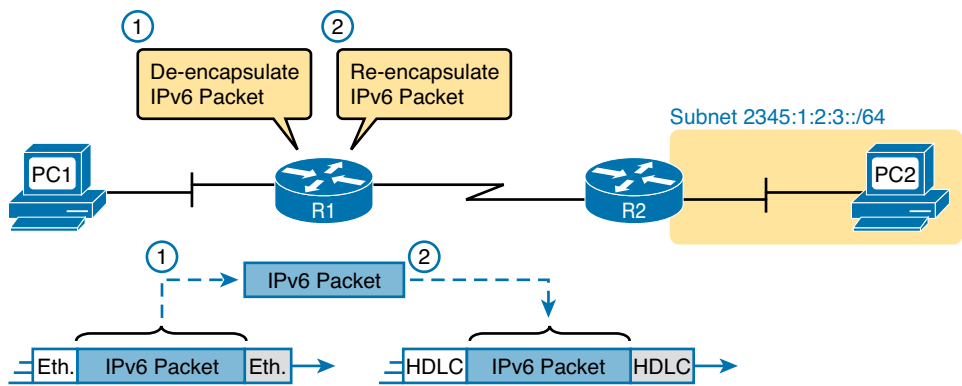 1
2
De-encapsulate
IPv6 Packet
Re-encapsulate
IPv6 Packet
Subnet 2345:1:2:3::/64
PC1
R1
R2
PC2
1
IPv6 Packet
2
Eth. IPv6 Packet Eth.
HDLC IPv6 Packet HDLC